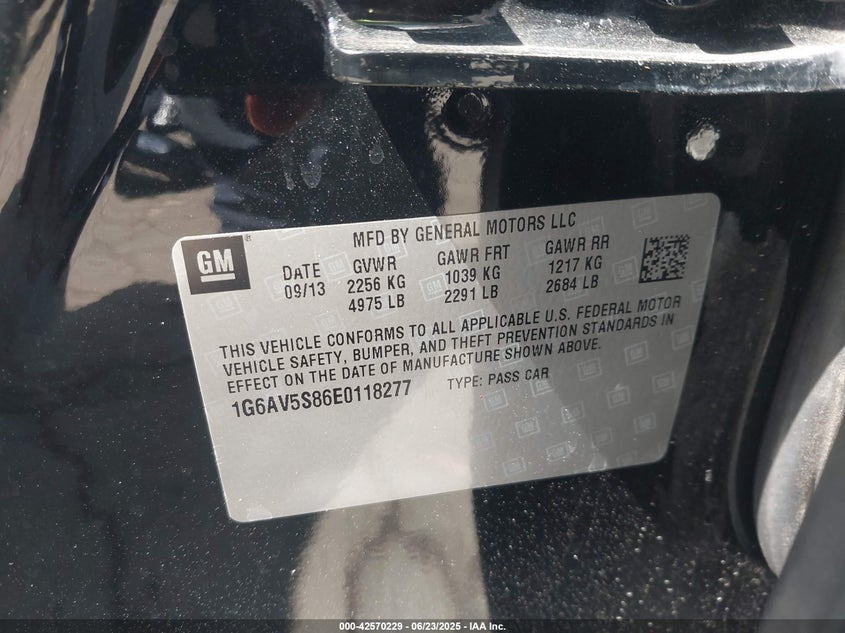 MFD BY GENERAL MOTORS LLC
GM
DATE GVWR GAWR FRT GAWR RR
09/13 2256 KG 1039 KG 1217 KG
4975 LB 2291 LB 2684 LB
THIS VEHICLE CONFORMS TO ALL APPLICABLE U.S. FEDERAL MOTOR
VEHICLE SAFETY, BUMPER, AND THEFT PREVENTION STANDARDS IN
EFFECT ON THE DATE OF MANUFACTURE SHOWN ABOVE.
1G6AV5S86E0118277 TYPE: PASS CAR
000-42570229 - 06/23/2025 - IAA Inc.